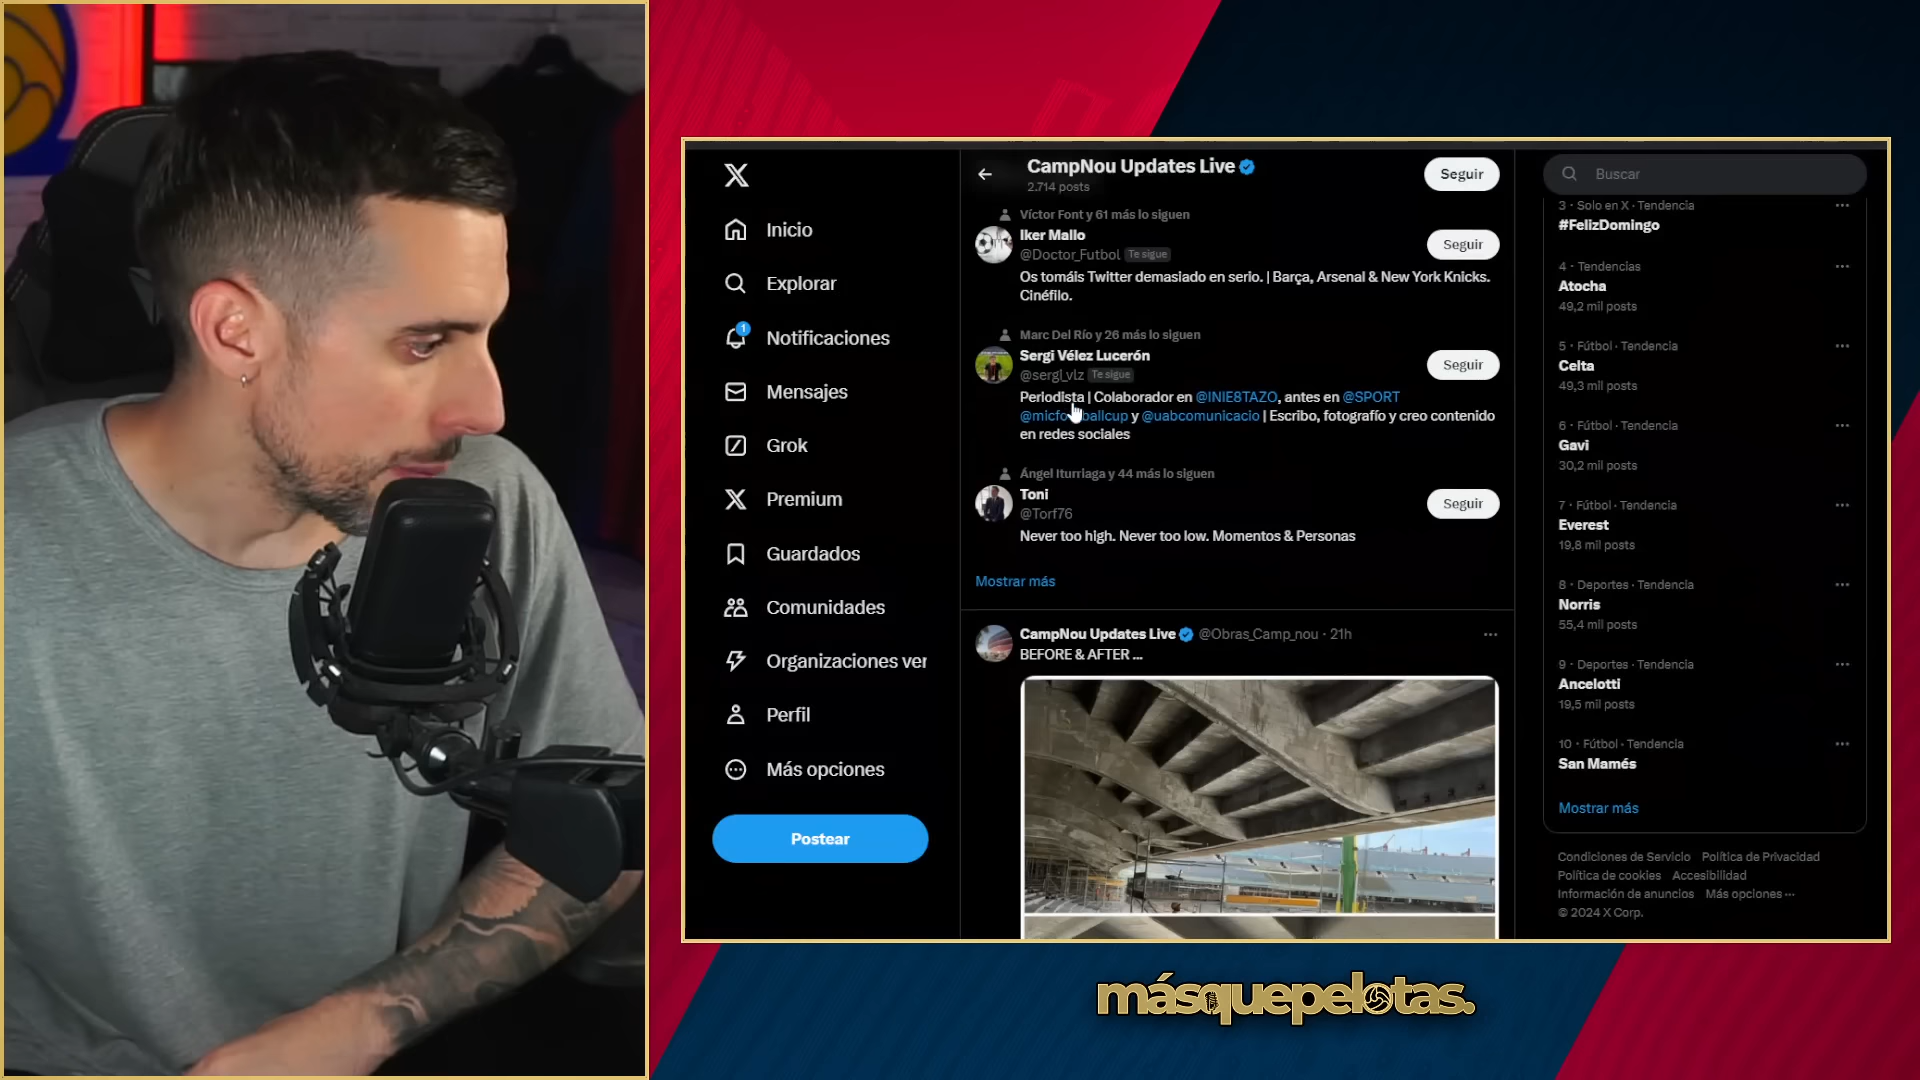 Inicio
Explorar
1
Notificaciones
Mensajes
Grok
Premium
Guardados
Comunidades
Organizaciones ver
Perfil
Más opciones
Postear
CampNou Updates Live
2.714 posts
Seguir
Víctor Font y 61 más lo siguen
Iker Mallo
@Doctor_Futbol Te sigue
Seguir
Os tomáis Twitter demasiado en serio. | Barça, Arsenal & New York Knicks.
Cinéfilo.
Marc Del Río y 26 más lo siguen
Sergi Vélez Lucerón
@sergi_vlz Te sigue
Seguir
Periodista | Colaborador en @INIE8TAZO, antes en @SPORT
y @uabcomunicacio | Escribo, fotografío y creo contenido
en redes sociales
Ángel Iturriaga y 44 más lo siguen
Toni
@Torf76
Seguir
Never too high. Never too low. Momentos & Personas
Mostrar más
CampNou Updates Live @Obras_Camp_nou · 21h
BEFORE & AFTER ...
Buscar
3 · Solo en X · Tendencia
#FelizDomingo
4 · Tendencias
Atocha
49,2 mil posts
5 · Fútbol · Tendencia
Celta
49,3 mil posts
6 · Fútbol · Tendencia
Gavi
30,2 mil posts
7 · Fútbol · Tendencia
Everest
19,8 mil posts
8 · Deportes · Tendencia
Norris
55,4 mil posts
9 · Deportes · Tendencia
Ancelotti
19,5 mil posts
10 · Fútbol · Tendencia
San Mamés
Mostrar más
Condiciones de Servicio Política de Privacidad
Política de cookies Accesibilidad
Información de anuncios Más opciones ···
© 2024 X Corp.
másquepelotas.